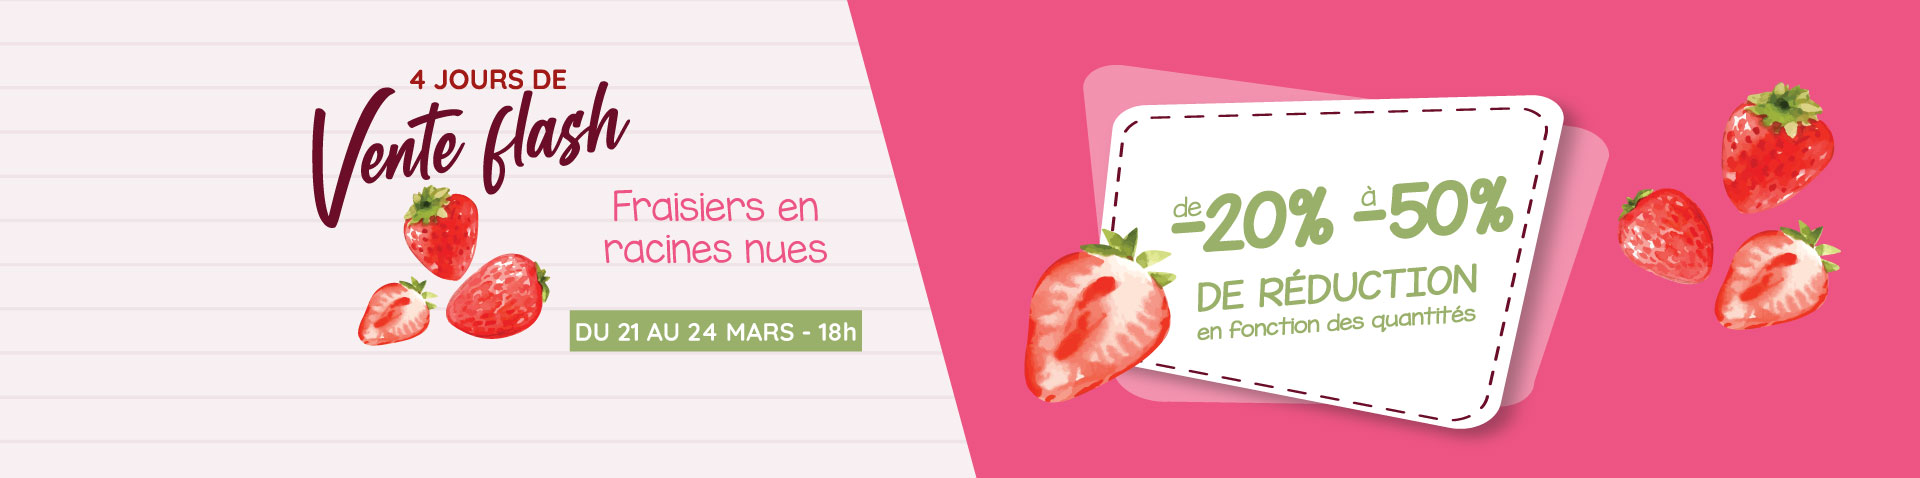 4 JOURS DE
Vente flash
Fraisiers en
racines nues
DU 21 AU 24 MARS - 18h
de -20% à -50%
DE RÉDUCTION
en fonction des quantités